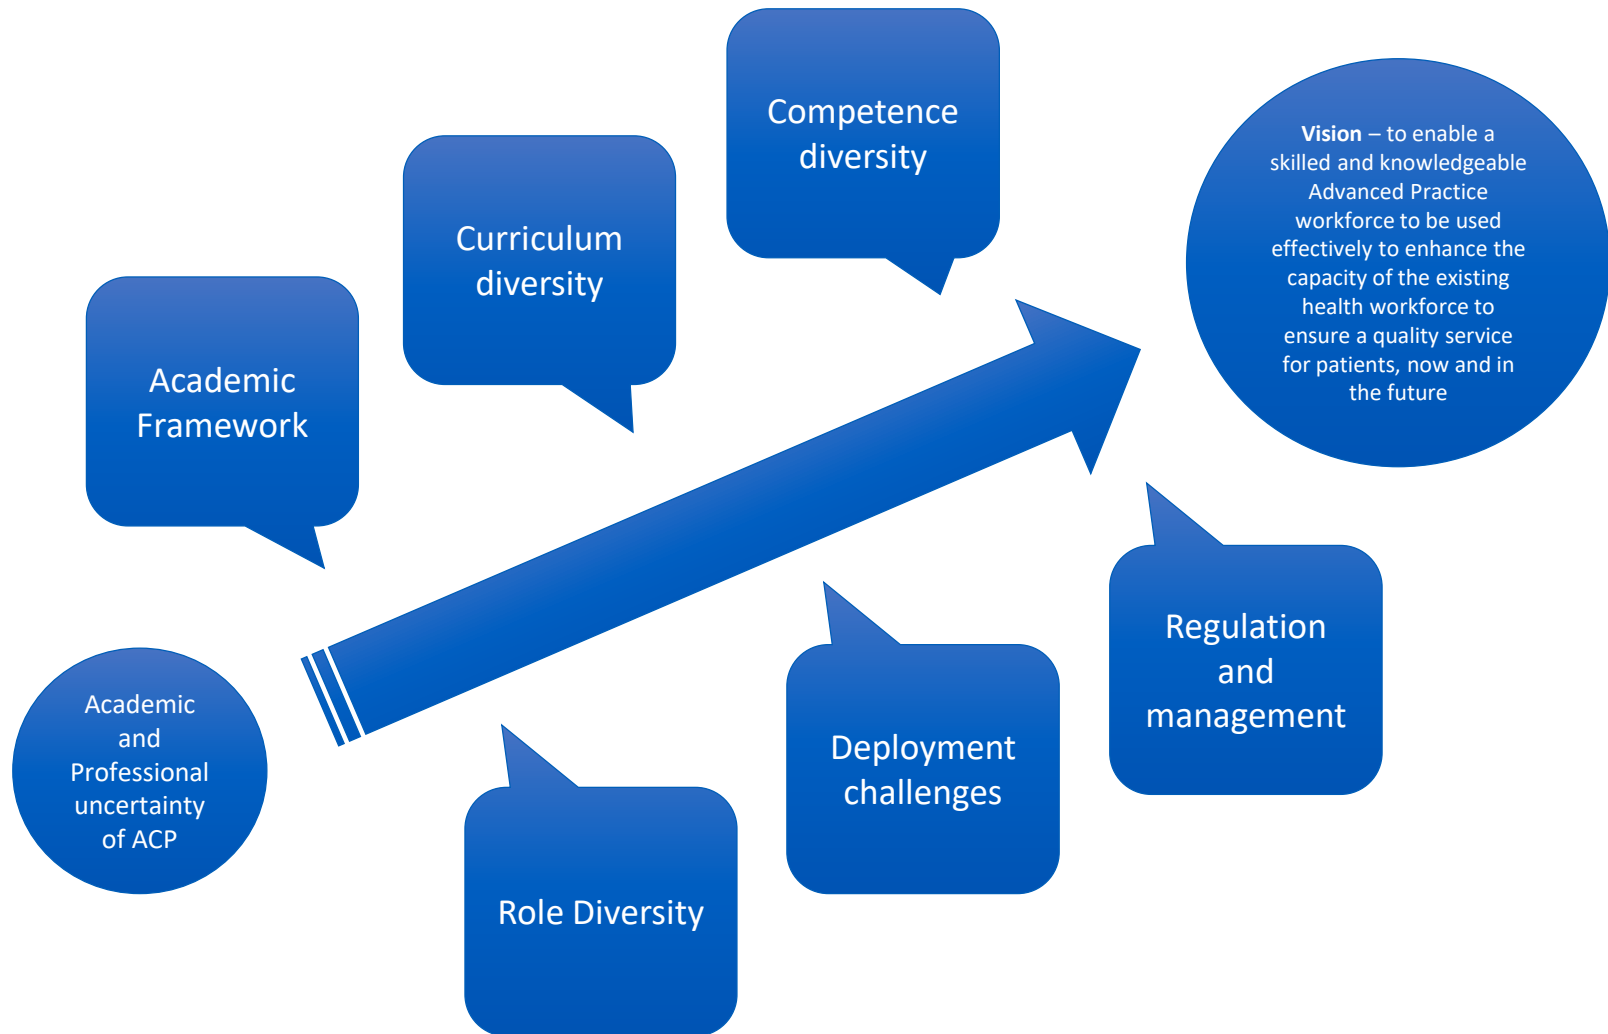 Competence
diversity
Curriculum
diversity
Academic
Framework
Academic
and
Professional
uncertainty
of ACP
Role Diversity
Deployment
challenges
Regulation
and
management
Vision – to enable a
skilled and knowledgeable
Advanced Practice
workforce to be used
effectively to enhance the
capacity of the existing
health workforce to
ensure a quality service
for patients, now and in
the future